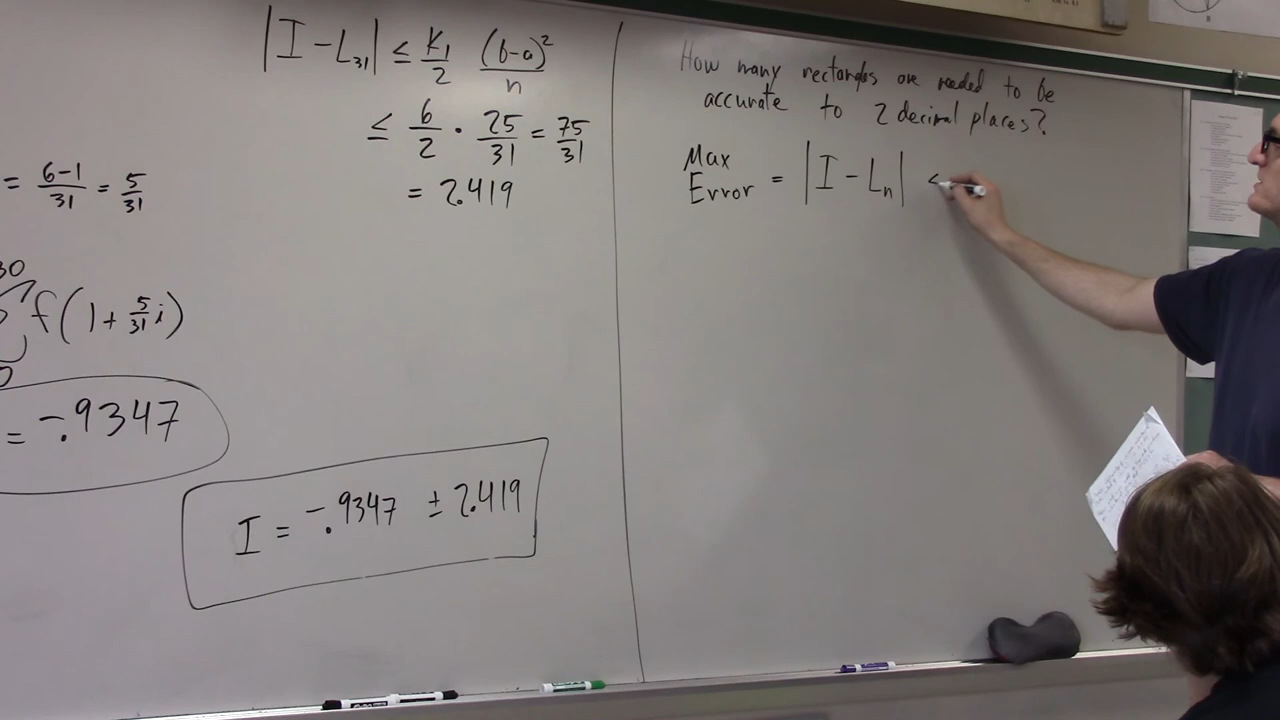 = 6-1/31 = 5/31
30
f(1+5/31 i)
0
= -.9347
|I - L₃₁| ≤ K₁/2 (b-a)²/n
≤ 6/2 · 25/31 = 75/31
= 2.419
I = -.9347 ± 2.419
How many rectangles are needed to be
accurate to 2 decimal places?
Max
Error = |I - Lₙ| <